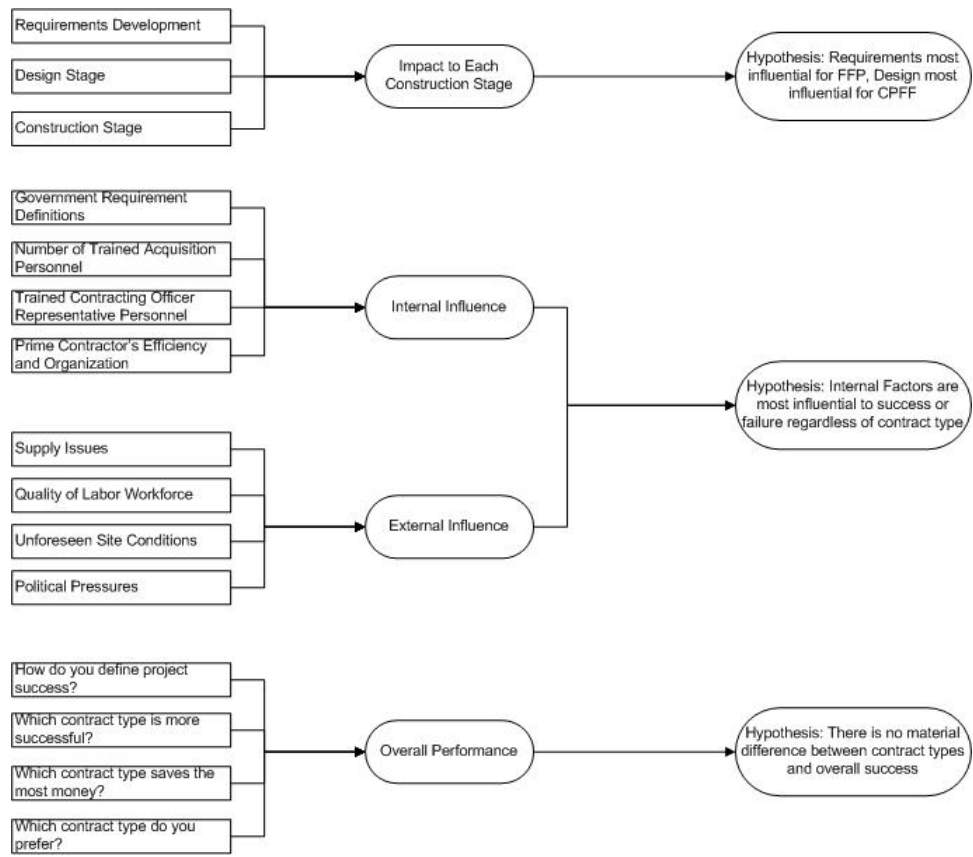 Requirements Development
Design Stage
Construction Stage
Impact to Each
Construction Stage
Hypothesis: Requirements most
influential for FFP, Design most
influential for CPFF
Government Requirement
Definitions
Number of Trained Acquisition
Personnel
Trained Contracting Officer
Representative Personnel
Prime Contractor's Efficiency
and Organization
Internal Influence
Supply Issues
Quality of Labor Workforce
Unforeseen Site Conditions
Political Pressures
External Influence
Hypothesis: Internal Factors are
most influential to success or
failure regardless of contract type
How do you define project
success?
Which contract type is more
successful?
Which contract type saves the
most money?
Which contract type do you
prefer?
Overall Performance
Hypothesis: There is no material
difference between contract types
and overall success